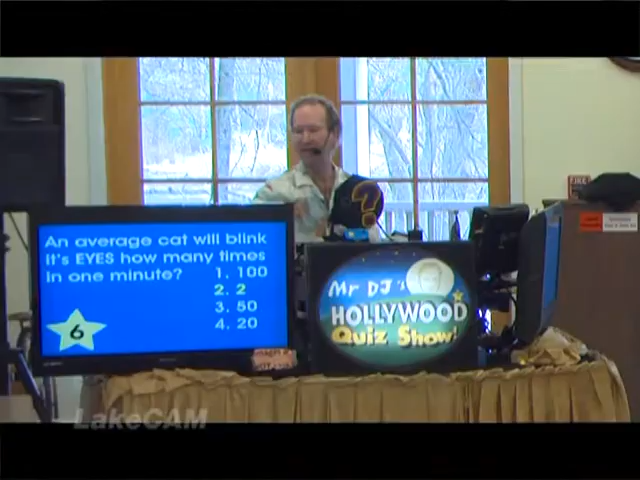 An average cat will blink
it's EYES how many times
in one minute? 1. 100
2. 2
3. 50
4. 20
6
Mr DJ's
HOLLYWOOD
Quiz Show!
?
LakeCAM